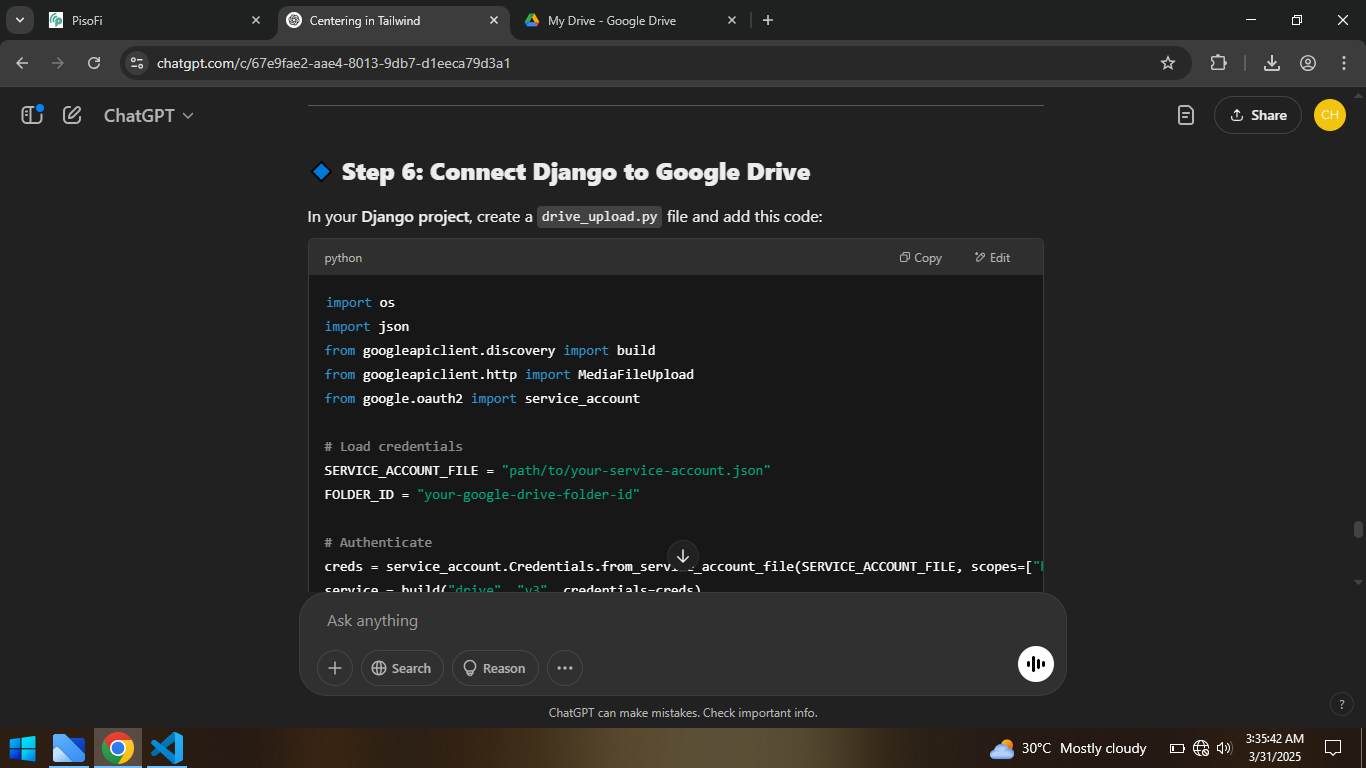 PisoFi
Centering in Tailwind
My Drive - Google Drive
chatgpt.com/c/67e9fae2-aae4-8013-9db7-d1eeca79d3a1
ChatGPT
Share
CH
Step 6: Connect Django to Google Drive
In your Django project, create a drive_upload.py file and add this code:
python
Copy
Edit
import os
import json
from googleapiclient.discovery import build
from googleapiclient.http import MediaFileUpload
from google.oauth2 import service_account
# Load credentials
SERVICE_ACCOUNT_FILE = "path/to/your-service-account.json"
FOLDER_ID = "your-google-drive-folder-id"
# Authenticate
creds = service_account.Credentials.from_service_account_file(SERVICE_ACCOUNT_FILE, scopes=["
service = build("drive", "v3", credentials=creds)
Ask anything
Search
Reason
ChatGPT can make mistakes. Check important info.
?
30°C Mostly cloudy
3:35:42 AM
3/31/2025